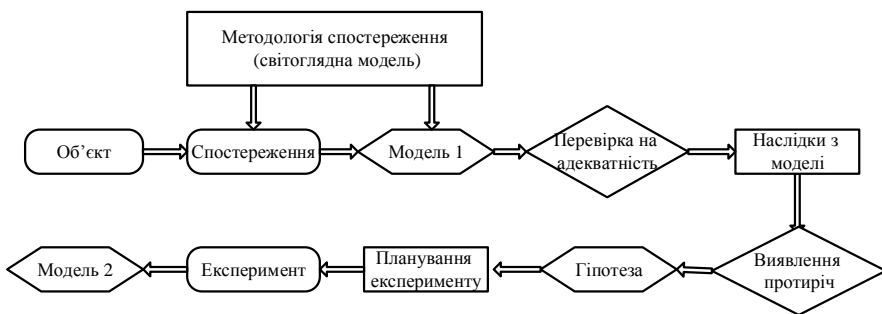 Методологія спостереження
(світоглядна модель)
Об’єкт
Спостереження
Модель 1
Перевірка на
адекватність
Наслідки з
моделі
Модель 2
Експеримент
Планування
експерименту
Гіпотеза
Виявлення
протиріч